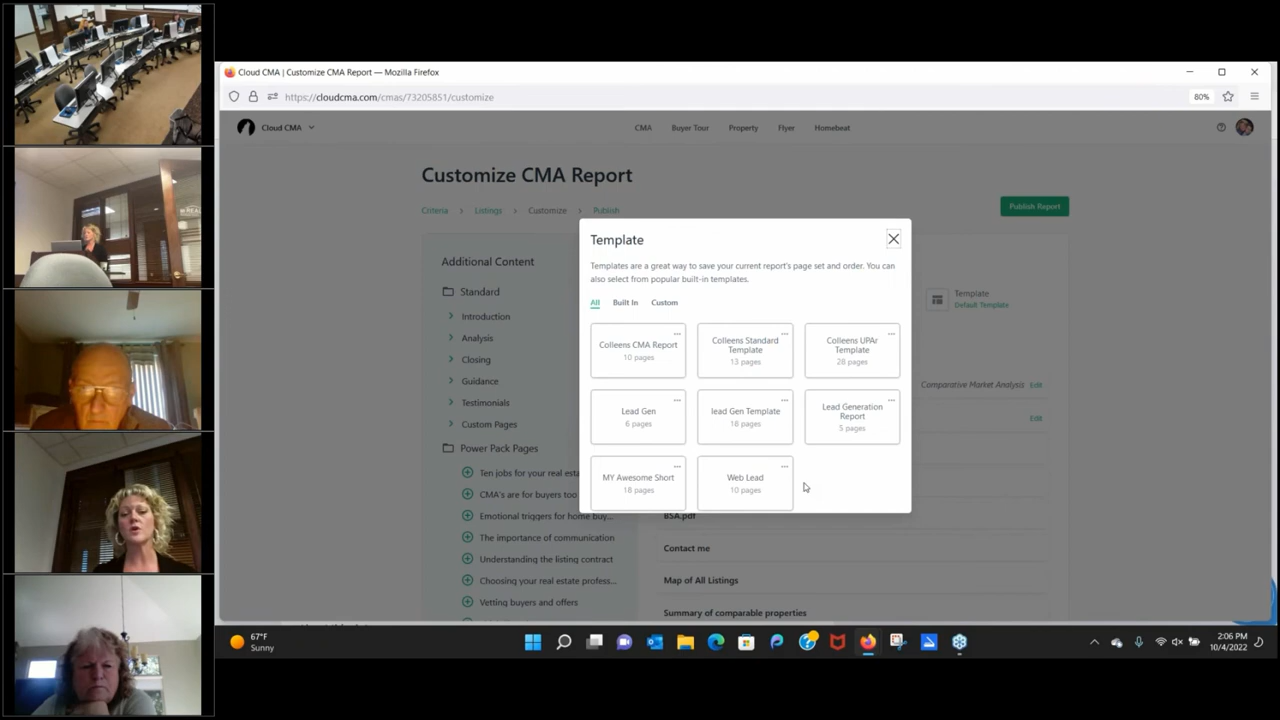 Cloud CMA | Customize CMA Report — Mozilla Firefox
https://cloudcma.com/cmas/73205851/customize
80%
Cloud CMA
CMA
Buyer Tour
Property
Flyer
Homebeat
Customize CMA Report
Criteria > Listings > Customize > Publish
Publish Report
Additional Content
Standard
Introduction
Analysis
Closing
Guidance
Testimonials
Custom Pages
Power Pack Pages
Ten jobs for your real esta
CMA's are for buyers too
Emotional triggers for home buy...
The importance of communication
Understanding the listing contract
Choosing your real estate profess...
Vetting buyers and offers
Template
Templates are a great way to save your current report's page set and order. You can
also select from popular built-in templates.
All
Built In
Custom
Colleens CMA Report
10 pages
Colleens Standard
Template
13 pages
Colleens UPAr
Template
28 pages
Lead Gen
6 pages
lead Gen Template
18 pages
Lead Generation
Report
5 pages
MY Awesome Short
18 pages
Web Lead
10 pages
Template
Default Template
Comparative Market Analysis Edit
Edit
BSA.pdf
Contact me
Map of All Listings
Summary of comparable properties
67°F
Sunny
2:06 PM
10/4/2022